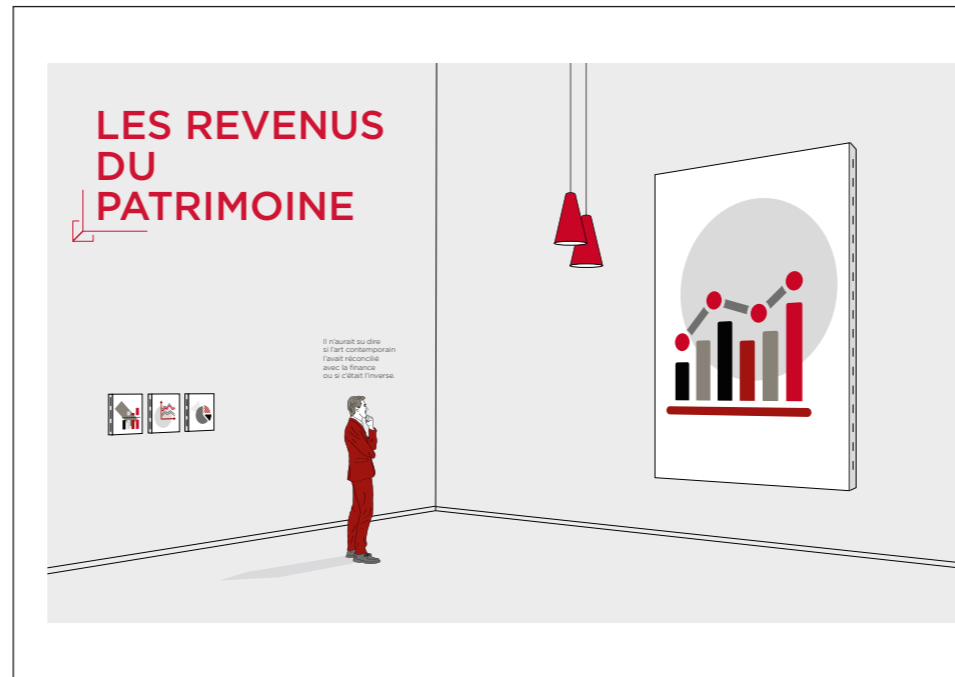 LES REVENUS
DU
PATRIMOINE
Il n'aurait su dire
si l'art contemporain
l'avait réconcilié
avec la finance
ou si c'était l'inverse.